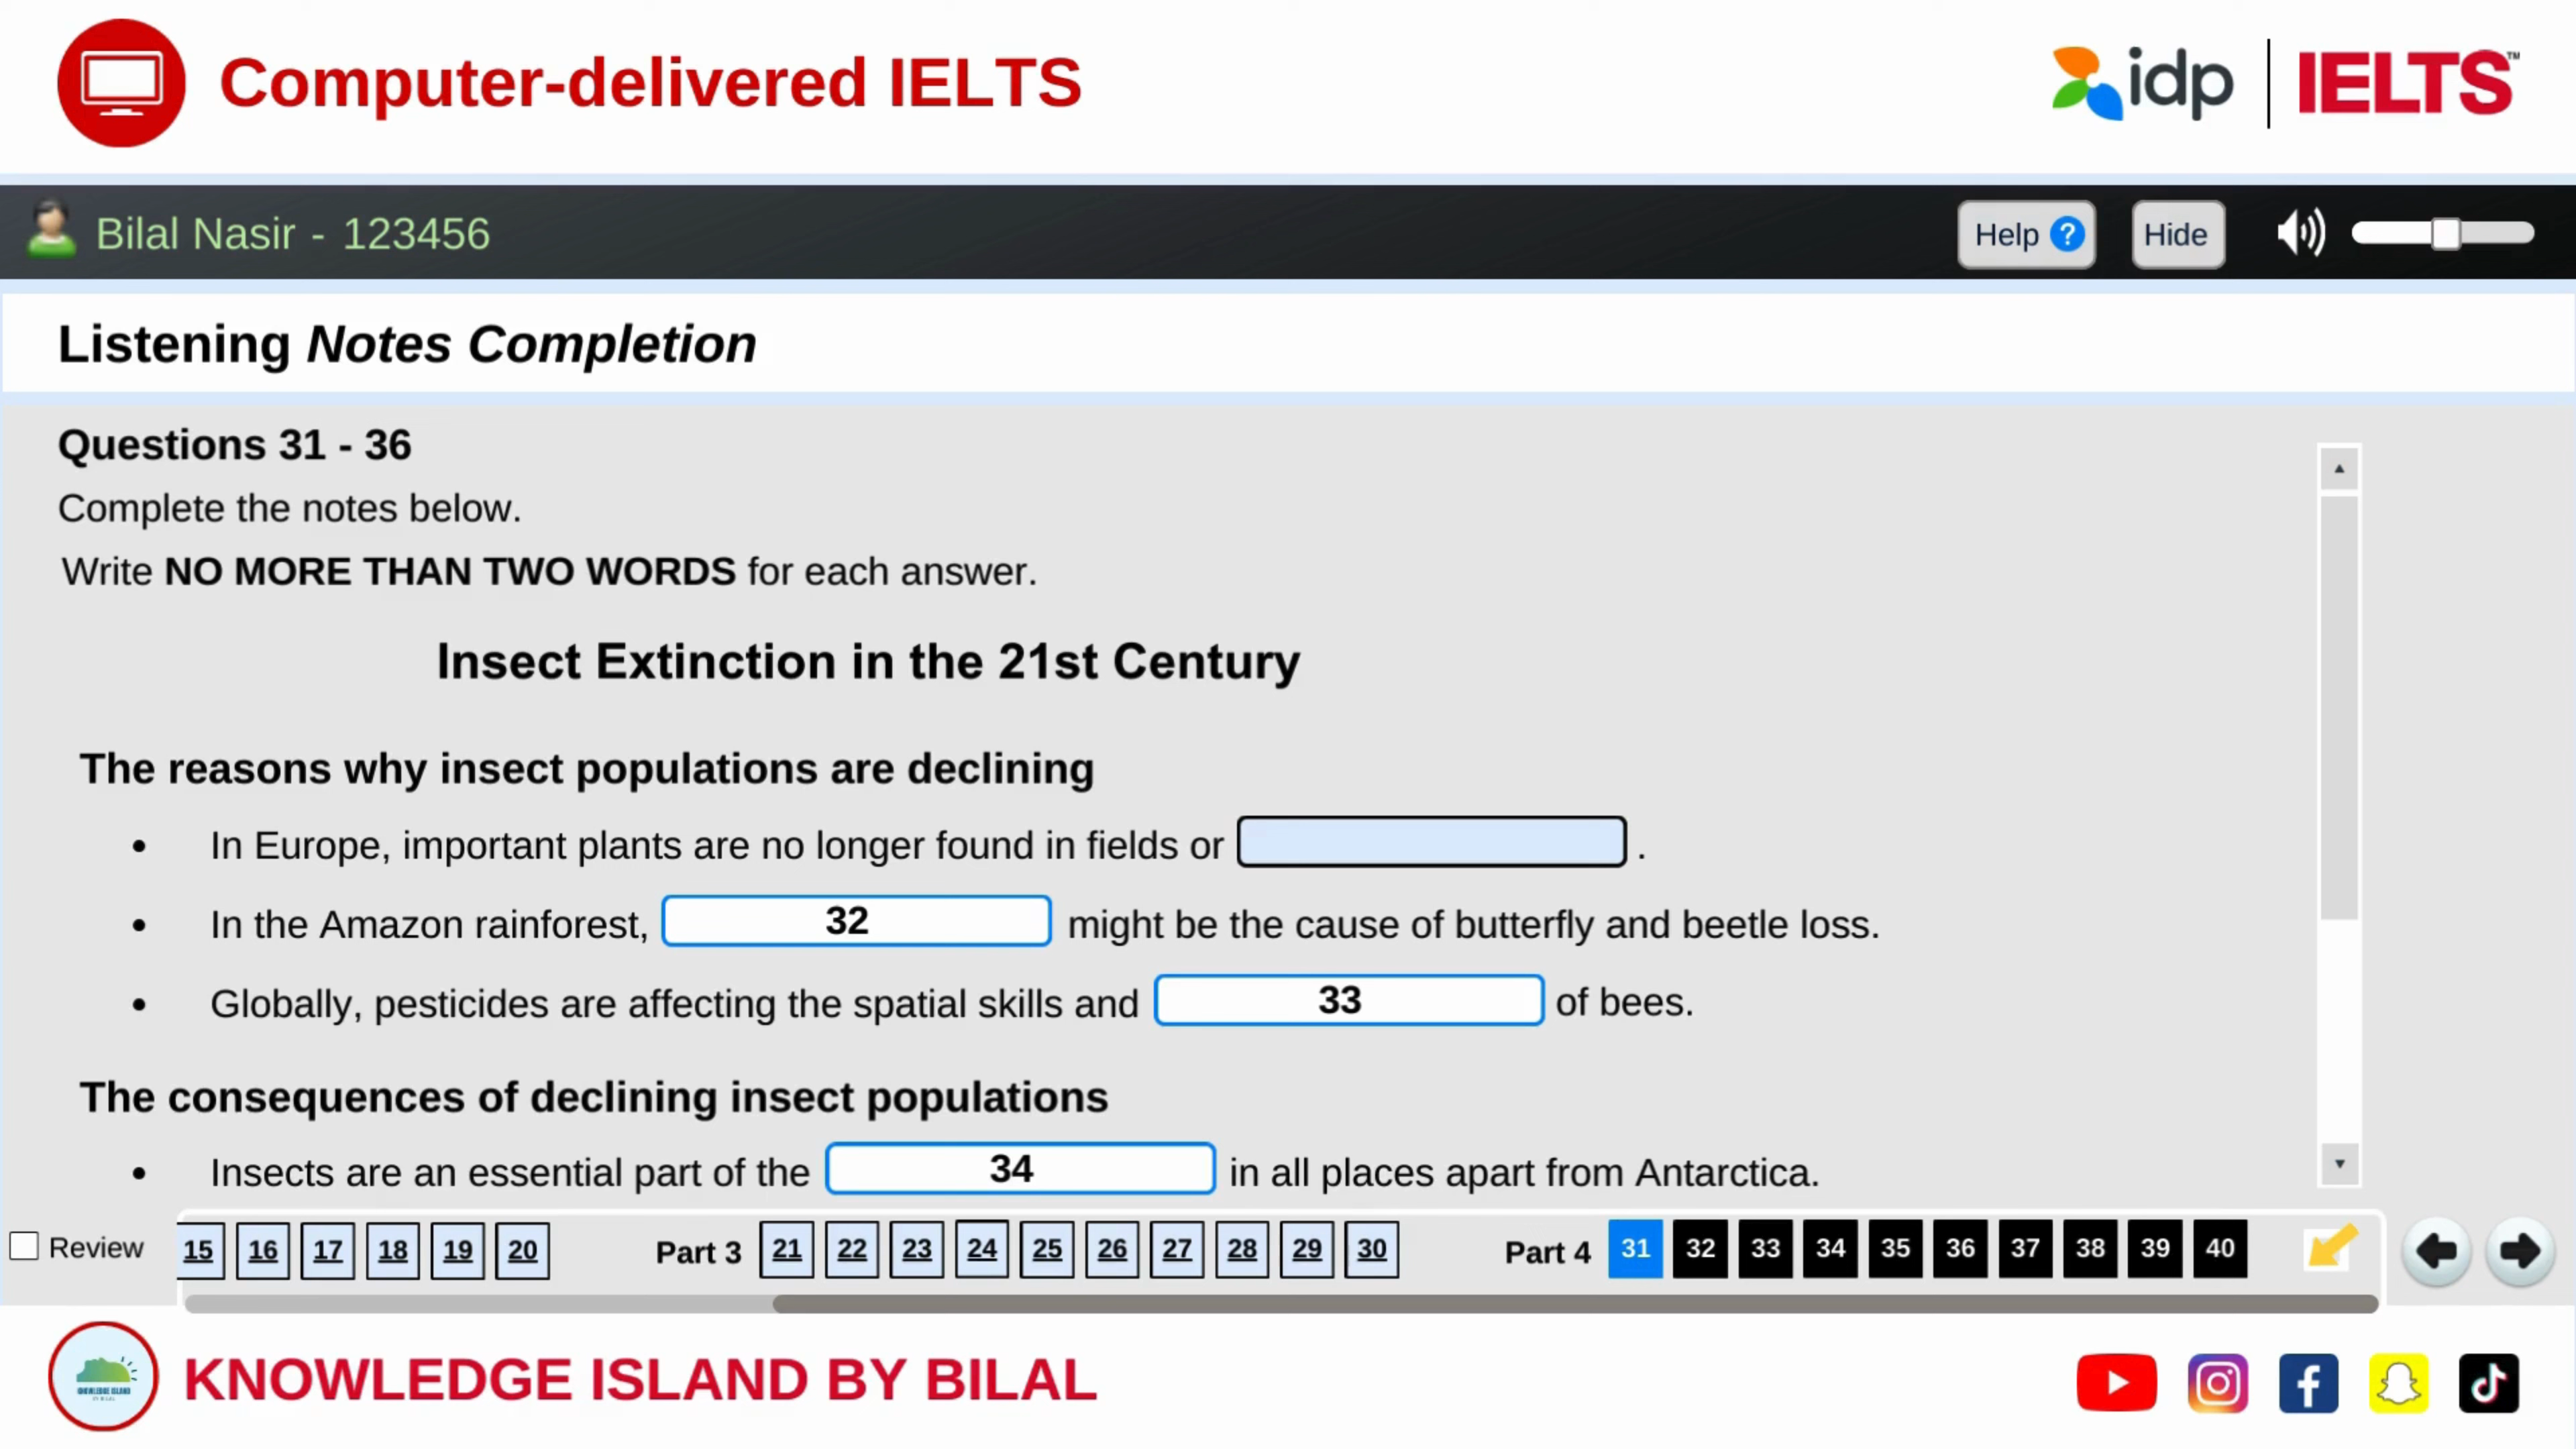 Computer-delivered IELTS
idp IELTS™
Bilal Nasir - 123456
Help ? Hide
Listening Notes Completion
Questions 31 - 36
Complete the notes below.
Write NO MORE THAN TWO WORDS for each answer.
Insect Extinction in the 21st Century
The reasons why insect populations are declining
• In Europe, important plants are no longer found in fields or .
• In the Amazon rainforest, 32 might be the cause of butterfly and beetle loss.
• Globally, pesticides are affecting the spatial skills and 33 of bees.
The consequences of declining insect populations
• Insects are an essential part of the 34 in all places apart from Antarctica.
Review 15 16 17 18 19 20 Part 3 21 22 23 24 25 26 27 28 29 30 Part 4 31 32 33 34 35 36 37 38 39 40
KNOWLEDGE ISLAND
BY BILAL
KNOWLEDGE ISLAND BY BILAL